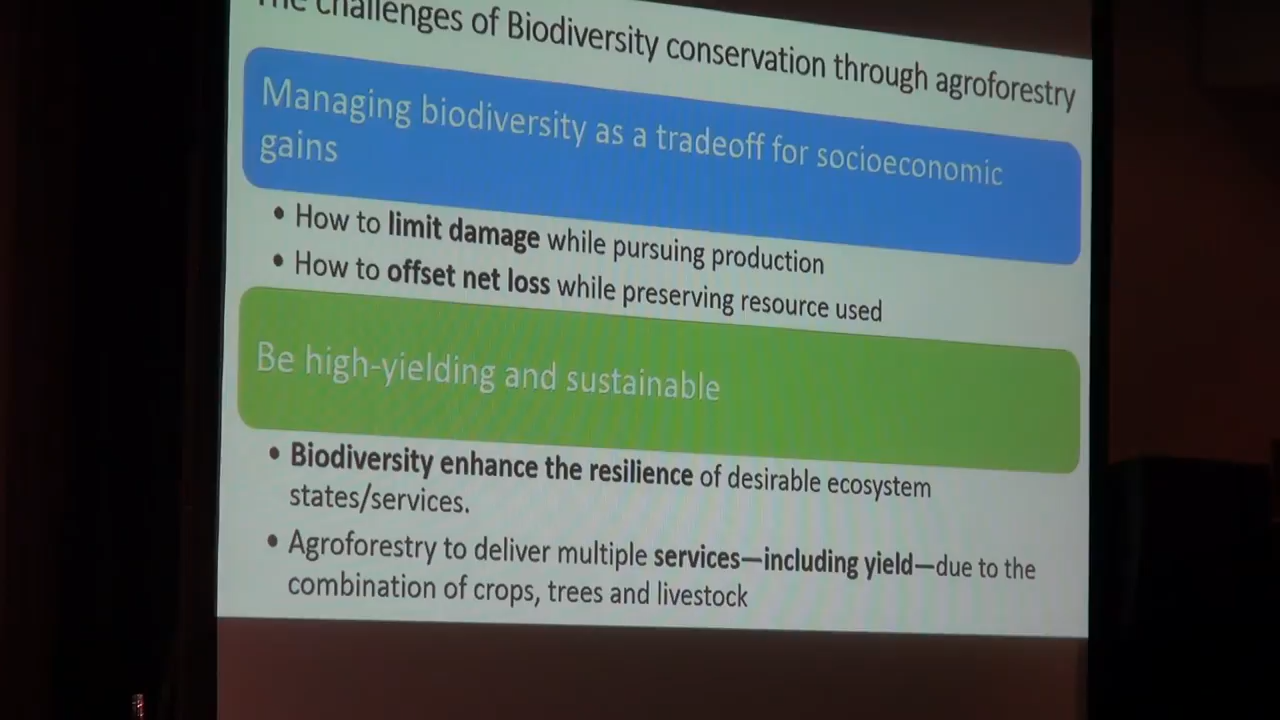 The challenges of Biodiversity conservation through agroforestry
Managing biodiversity as a tradeoff for socioeconomic
gains
• How to limit damage while pursuing production
• How to offset net loss while preserving resource used
Be high-yielding and sustainable
• Biodiversity enhance the resilience of desirable ecosystem
states/services.
• Agroforestry to deliver multiple services—including yield—due to the
combination of crops, trees and livestock